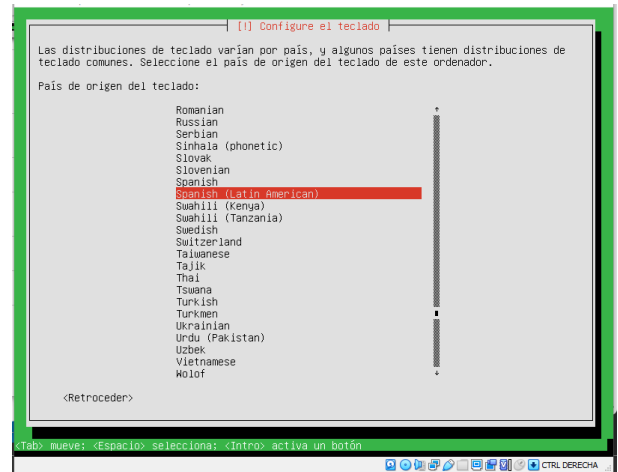 [!] Configure el teclado
Las distribuciones de teclado varían por país, y algunos países tienen distribuciones de
teclado comunes. Seleccione el país de origen del teclado de este ordenador.
País de origen del teclado:
Romanian
Russian
Serbian
Sinhala (phonetic)
Slovak
Slovenian
Spanish
Spanish (Latin American)
Swahili (Kenya)
Swahili (Tanzania)
Swedish
Switzerland
Taiwanese
Tajik
Thai
Tswana
Turkish
Turkmen
Ukrainian
Urdu (Pakistan)
Uzbek
Vietnamese
Wolof
<Retroceder>
<Tab> mueve; <Espacio> selecciona; <Intro> activa un botón
CTRL DERECHA